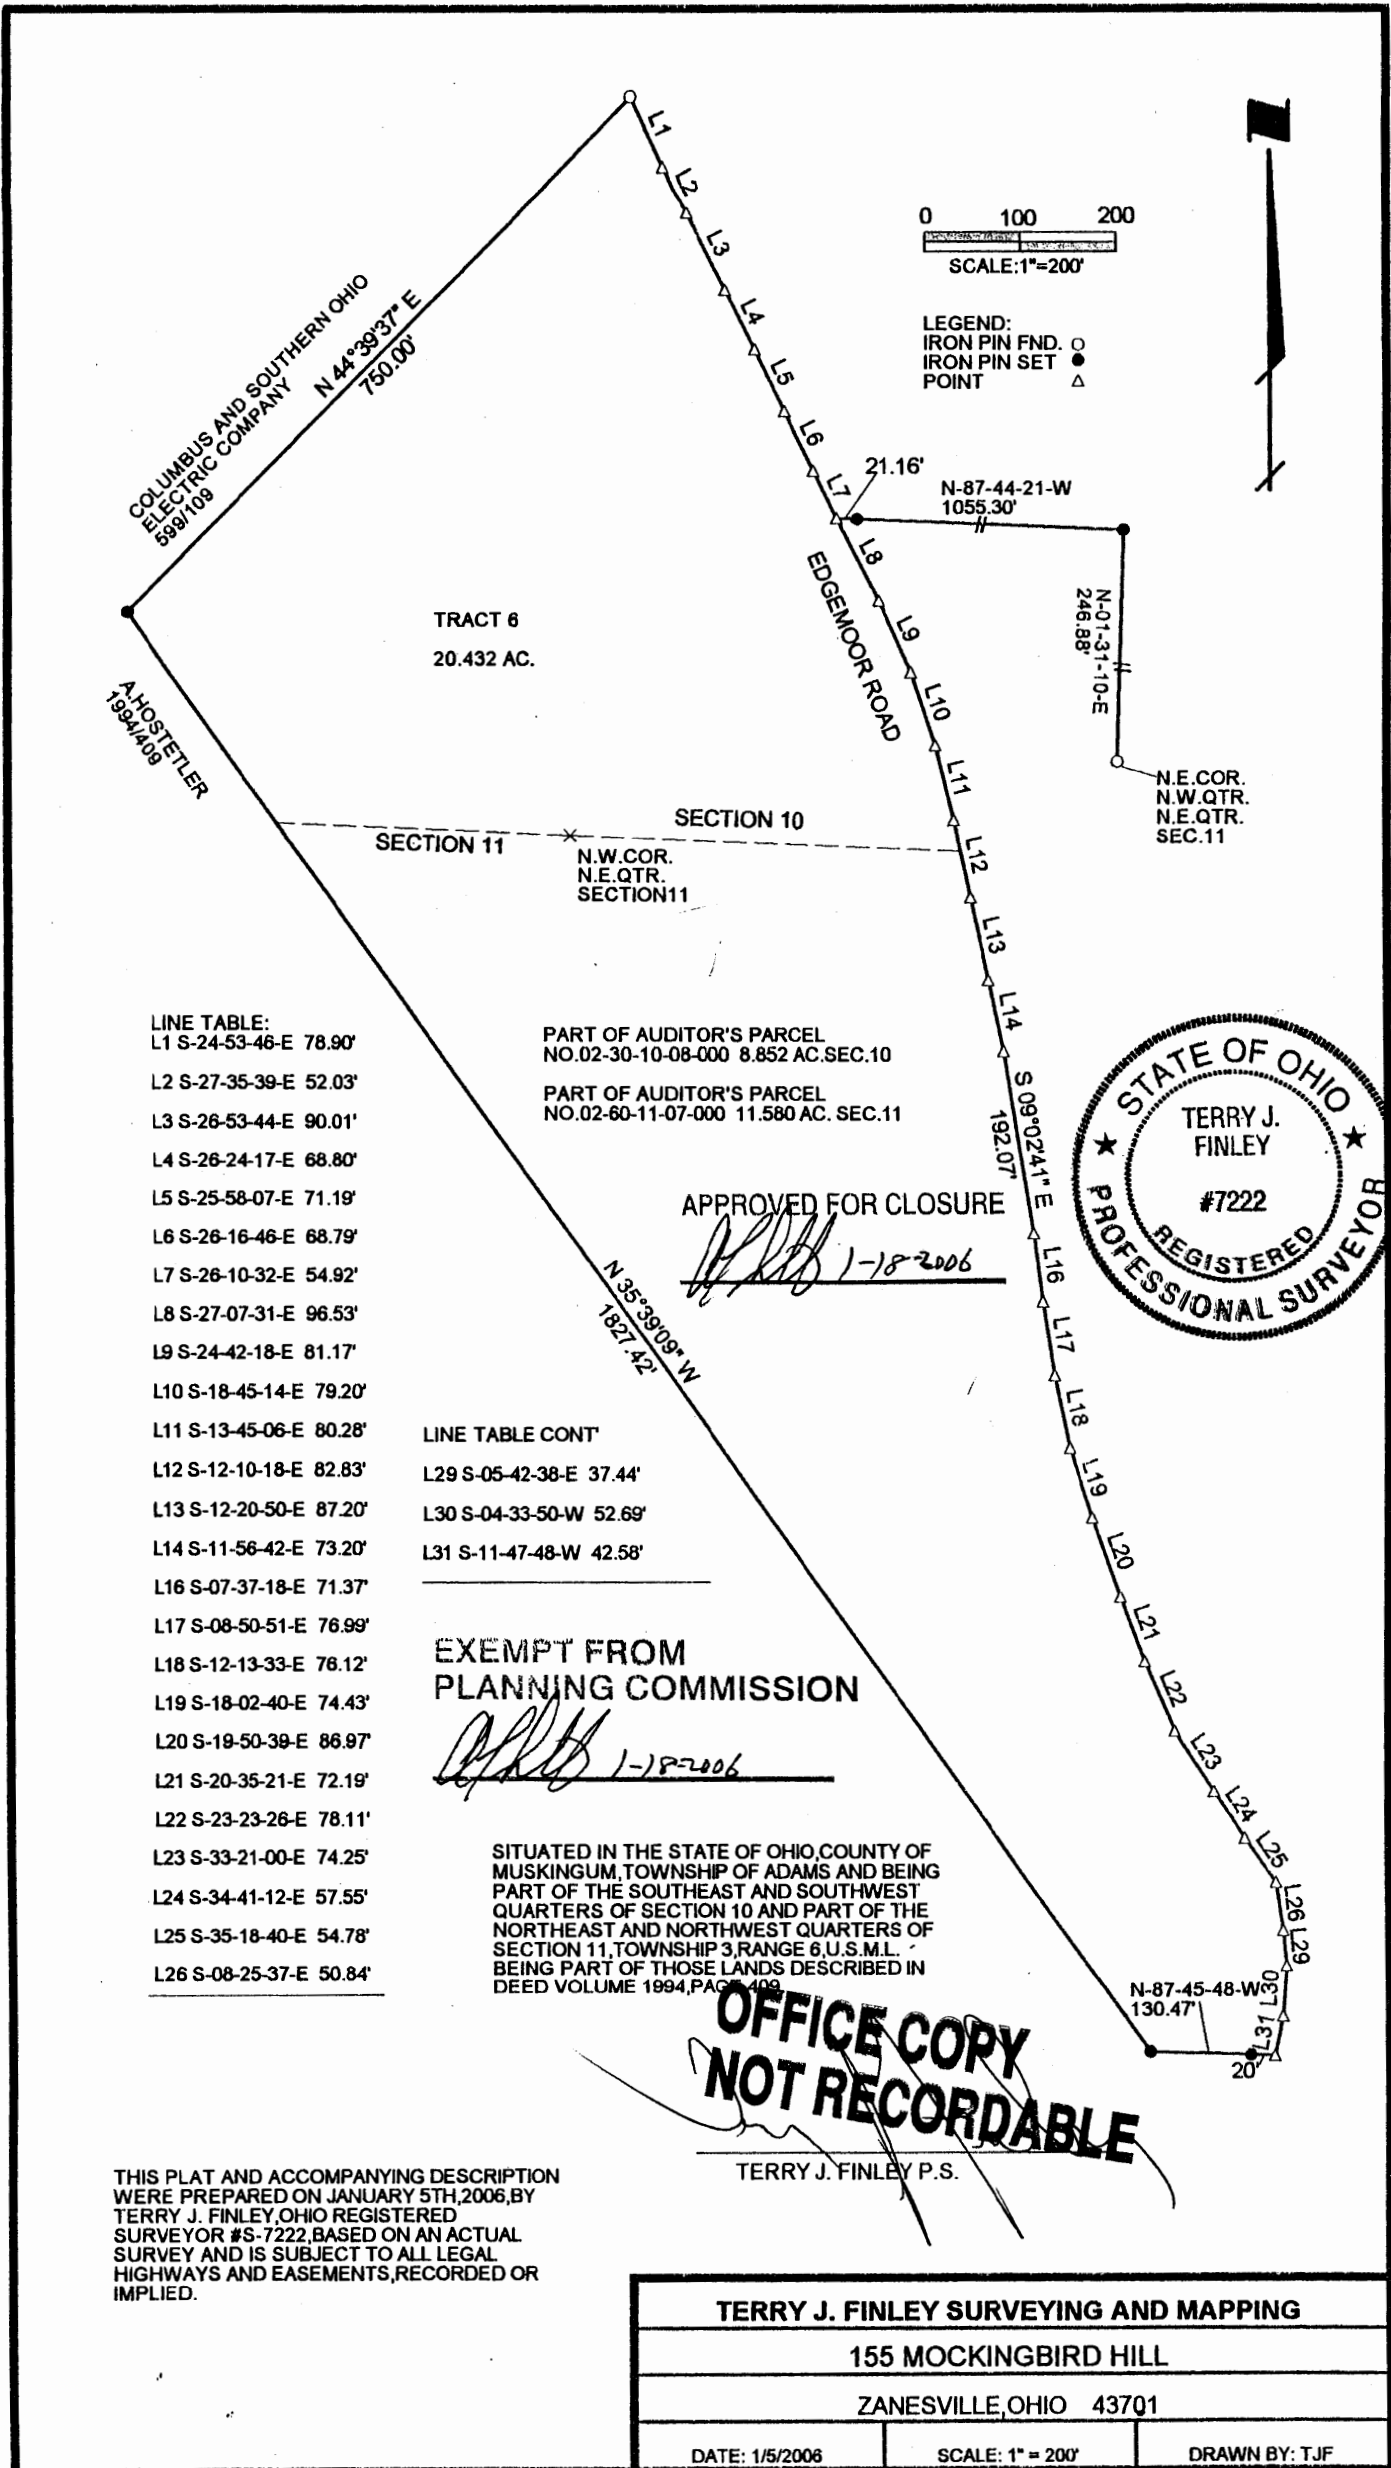 L1
L2
L3
L4
L5
L6
L7
L8
L9
L10
L11
L12
L13
L14
S 09°02'41" E
192.07'
L16
L17
L18
L19
L20
L21
L22
L23
L24
L25
L26
L29
L30
L31
0 100 200
SCALE:1"=200'
LEGEND:
IRON PIN FND.
IRON PIN SET
POINT
COLUMBUS AND SOUTHERN OHIO
ELECTRIC COMPANY
599/109
N 44°39'37" E
750.00'
21.16'
N-87-44-21-W
1055.30'
N-01-31-10-E
246.88'
EDGEMOOR ROAD
TRACT 6
20.432 AC.
A.HOSTETLER
1994/409
N.E.COR.
N.W.QTR.
N.E.QTR.
SEC.11
SECTION 10
SECTION 11
N.W.COR.
N.E.QTR.
SECTION11
LINE TABLE:
L1 S-24-53-46-E 78.90'
L2 S-27-35-39-E 52.03'
L3 S-26-53-44-E 90.01'
L4 S-26-24-17-E 68.80'
L5 S-25-58-07-E 71.19'
L6 S-26-16-46-E 68.79'
L7 S-26-10-32-E 54.92'
L8 S-27-07-31-E 96.53'
L9 S-24-42-18-E 81.17'
L10 S-18-45-14-E 79.20'
L11 S-13-45-06-E 80.28'
L12 S-12-10-18-E 82.83'
L13 S-12-20-50-E 87.20'
L14 S-11-56-42-E 73.20'
L16 S-07-37-18-E 71.37'
L17 S-08-50-51-E 76.99'
L18 S-12-13-33-E 76.12'
L19 S-18-02-40-E 74.43'
L20 S-19-50-39-E 86.97'
L21 S-20-35-21-E 72.19'
L22 S-23-23-26-E 78.11'
L23 S-33-21-00-E 74.25'
L24 S-34-41-12-E 57.55'
L25 S-35-18-40-E 54.78'
L26 S-08-25-37-E 50.84'
LINE TABLE CONT'
L29 S-05-42-38-E 37.44'
L30 S-04-33-50-W 52.69'
L31 S-11-47-48-W 42.58'
PART OF AUDITOR'S PARCEL
NO.02-30-10-08-000 8.852 AC.SEC.10
PART OF AUDITOR'S PARCEL
NO.02-60-11-07-000 11.580 AC. SEC.11
APPROVED FOR CLOSURE
1-18-2006
STATE OF OHIO
TERRY J.
FINLEY
#7222
REGISTERED
PROFESSIONAL SURVEYOR
N 35°39'09" W
1827.42'
EXEMPT FROM
PLANNING COMMISSION
1-18-2006
SITUATED IN THE STATE OF OHIO,COUNTY OF
MUSKINGUM,TOWNSHIP OF ADAMS AND BEING
PART OF THE SOUTHEAST AND SOUTHWEST
QUARTERS OF SECTION 10 AND PART OF THE
NORTHEAST AND NORTHWEST QUARTERS OF
SECTION 11,TOWNSHIP 3,RANGE 6,U.S.M.L.
BEING PART OF THOSE LANDS DESCRIBED IN
DEED VOLUME 1994,PAGE 409
N-87-45-48-W
130.47'
20'
OFFICE COPY
NOT RECORDABLE
TERRY J. FINLEY P.S.
THIS PLAT AND ACCOMPANYING DESCRIPTION
WERE PREPARED ON JANUARY 5TH,2006,BY
TERRY J. FINLEY,OHIO REGISTERED
SURVEYOR #S-7222,BASED ON AN ACTUAL
SURVEY AND IS SUBJECT TO ALL LEGAL
HIGHWAYS AND EASEMENTS,RECORDED OR
IMPLIED.
TERRY J. FINLEY SURVEYING AND MAPPING
155 MOCKINGBIRD HILL
ZANESVILLE,OHIO 43701
DATE: 1/5/2006
SCALE: 1" = 200'
DRAWN BY: TJF